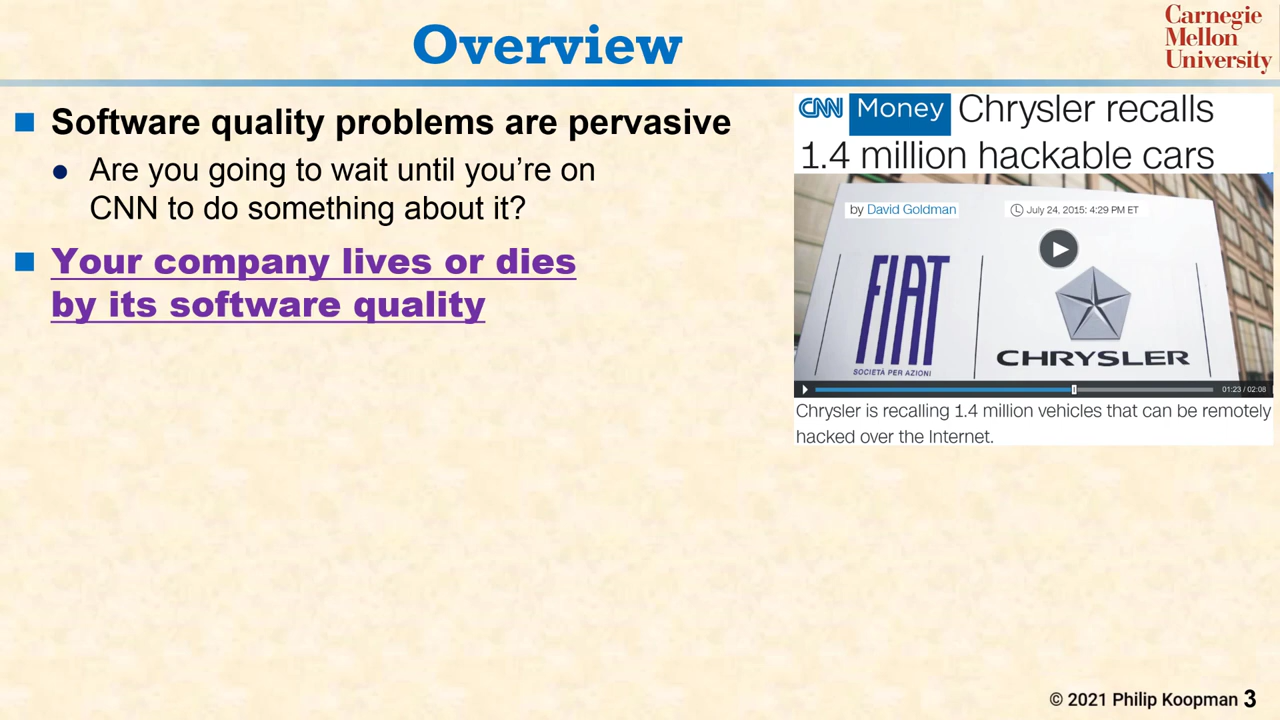 Overview
Carnegie
Mellon
University
Software quality problems are pervasive
Are you going to wait until you’re on
CNN to do something about it?
Your company lives or dies
by its software quality
CNN Money Chrysler recalls
1.4 million hackable cars
by David Goldman July 24, 2015: 4:29 PM ET
FIAT
SOCIETÀ PER AZIONI
CHRYSLER
01:23 / 02:08
Chrysler is recalling 1.4 million vehicles that can be remotely
hacked over the Internet.
© 2021 Philip Koopman 3